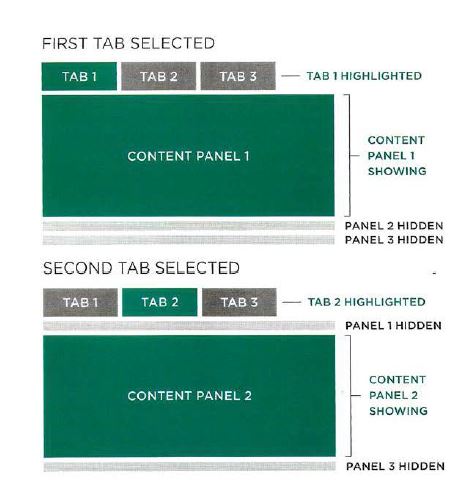 FIRST TAB SELECTED
TAB 1 TAB 2 TAB 3 TAB 1 HIGHLIGHTED
CONTENT PANEL 1
CONTENT
PANEL 1
SHOWING
PANEL 2 HIDDEN
PANEL 3 HIDDEN
SECOND TAB SELECTED
TAB 1 TAB 2 TAB 3 TAB 2 HIGHLIGHTED
PANEL 1 HIDDEN
CONTENT PANEL 2
CONTENT
PANEL 2
SHOWING
PANEL 3 HIDDEN